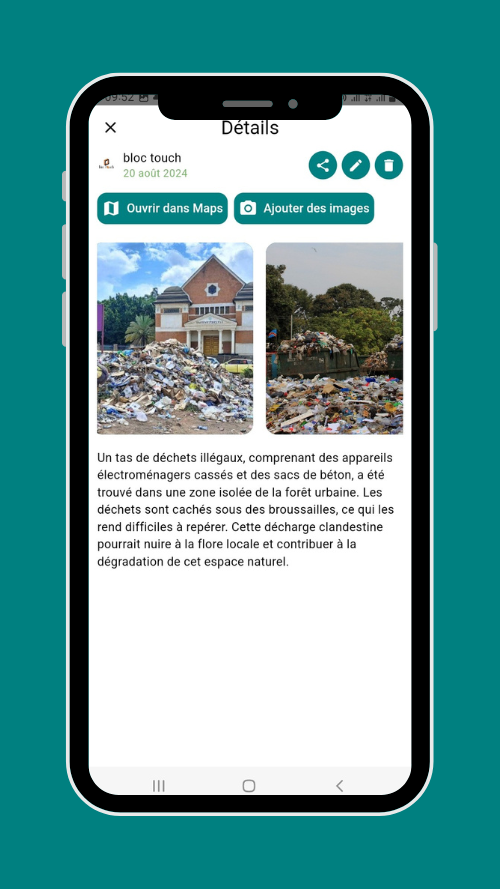 09:52
Détails
bloc touch
20 août 2024
Ouvrir dans Maps
Ajouter des images
Un tas de déchets illégaux, comprenant des appareils
électroménagers cassés et des sacs de béton, a été
trouvé dans une zone isolée de la forêt urbaine. Les
déchets sont cachés sous des broussailles, ce qui les
rend difficiles à repérer. Cette décharge clandestine
pourrait nuire à la flore locale et contribuer à la
dégradation de cet espace naturel.